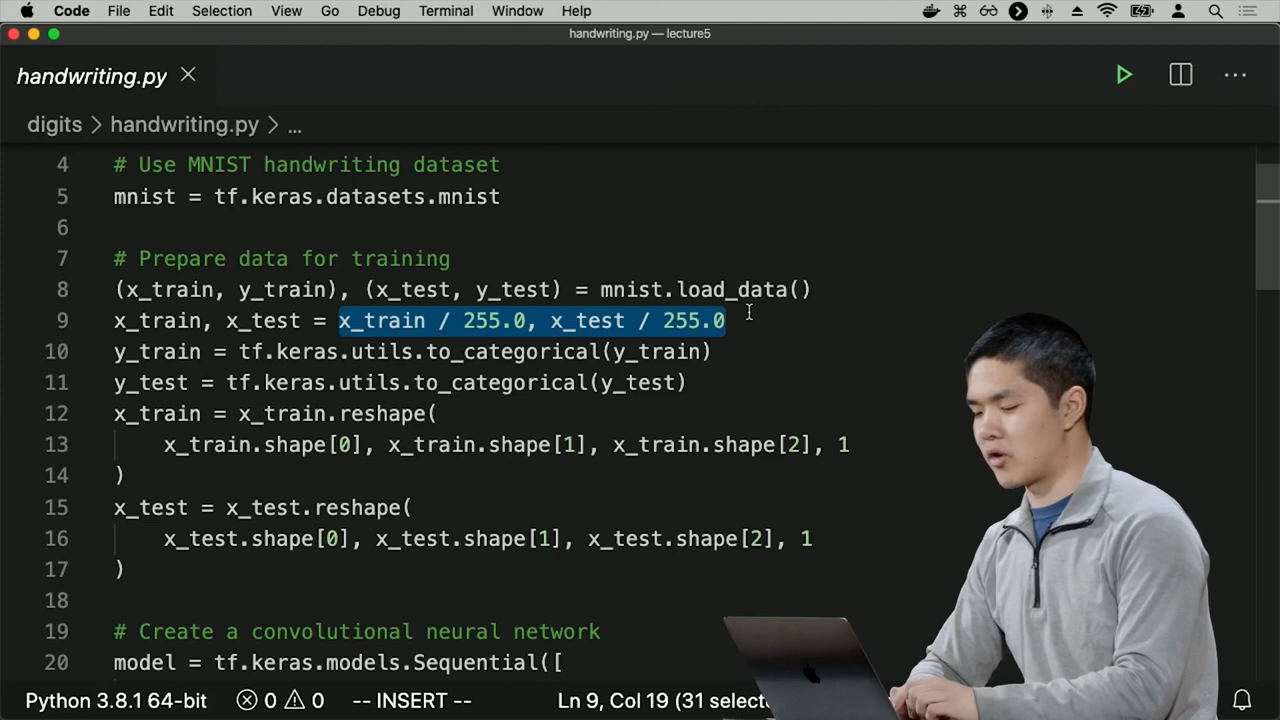 Code File Edit Selection View Go Debug Terminal Window Help
handwriting.py — lecture5
handwriting.py
digits > handwriting.py > ...
4 # Use MNIST handwriting dataset
5 mnist = tf.keras.datasets.mnist
6
7 # Prepare data for training
8 (x_train, y_train), (x_test, y_test) = mnist.load_data()
9 x_train, x_test = x_train / 255.0, x_test / 255.0
10 y_train = tf.keras.utils.to_categorical(y_train)
11 y_test = tf.keras.utils.to_categorical(y_test)
12 x_train = x_train.reshape(
13 x_train.shape[0], x_train.shape[1], x_train.shape[2], 1
14 )
15 x_test = x_test.reshape(
16 x_test.shape[0], x_test.shape[1], x_test.shape[2], 1
17 )
18
19 # Create a convolutional neural network
20 model = tf.keras.models.Sequential([
Python 3.8.1 64-bit 0 0 -- INSERT -- Ln 9, Col 19 (31